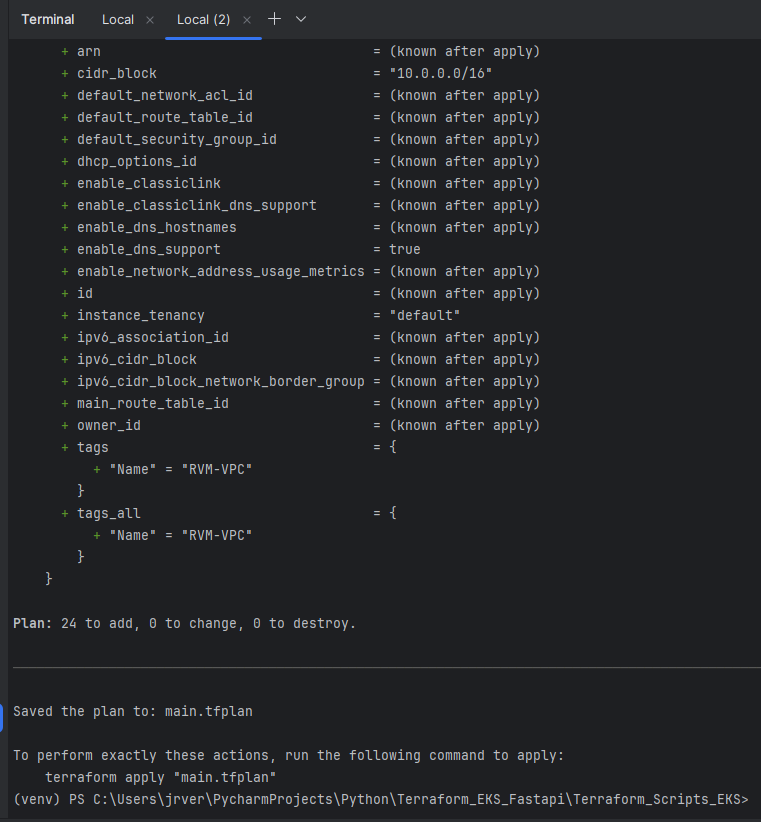 Terminal Local × Local (2) ×
+ arn = (known after apply)
+ cidr_block = "10.0.0.0/16"
+ default_network_acl_id = (known after apply)
+ default_route_table_id = (known after apply)
+ default_security_group_id = (known after apply)
+ dhcp_options_id = (known after apply)
+ enable_classiclink = (known after apply)
+ enable_classiclink_dns_support = (known after apply)
+ enable_dns_hostnames = (known after apply)
+ enable_dns_support = true
+ enable_network_address_usage_metrics = (known after apply)
+ id = (known after apply)
+ instance_tenancy = "default"
+ ipv6_association_id = (known after apply)
+ ipv6_cidr_block = (known after apply)
+ ipv6_cidr_block_network_border_group = (known after apply)
+ main_route_table_id = (known after apply)
+ owner_id = (known after apply)
+ tags = {
+ "Name" = "RVM-VPC"
}
+ tags_all = {
+ "Name" = "RVM-VPC"
}
}
Plan: 24 to add, 0 to change, 0 to destroy.
Saved the plan to: main.tfplan
To perform exactly these actions, run the following command to apply:
terraform apply "main.tfplan"
(venv) PS C:\Users\jrver\PycharmProjects\Python\Terraform_EKS_Fastapi\Terraform_Scripts_EKS>